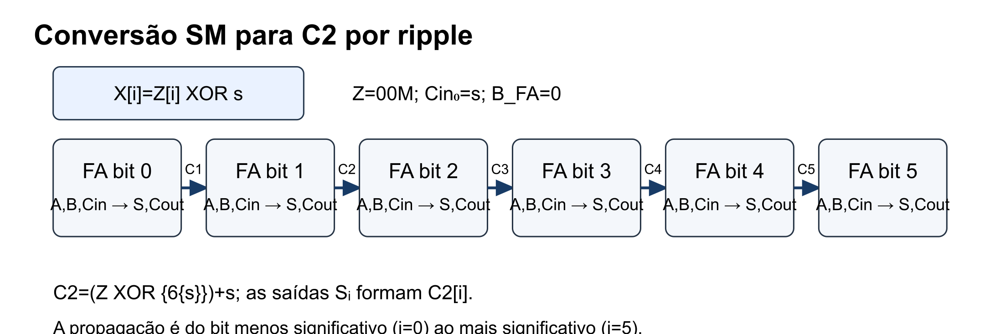 Conversão SM para C2 por ripple
X[i]=Z[i] XOR s
Z=00M; Cin₀=s; B_FA=0
FA bit 0
A,B,Cin → S,Cout
C1
FA bit 1
A,B,Cin → S,Cout
C2
FA bit 2
A,B,Cin → S,Cout
C3
FA bit 3
A,B,Cin → S,Cout
C4
FA bit 4
A,B,Cin → S,Cout
C5
FA bit 5
A,B,Cin → S,Cout
C2=(Z XOR {6{s}})+s; as saídas Sᵢ formam C2[i].
A propagação é do bit menos significativo (i=0) ao mais significativo (i=5).